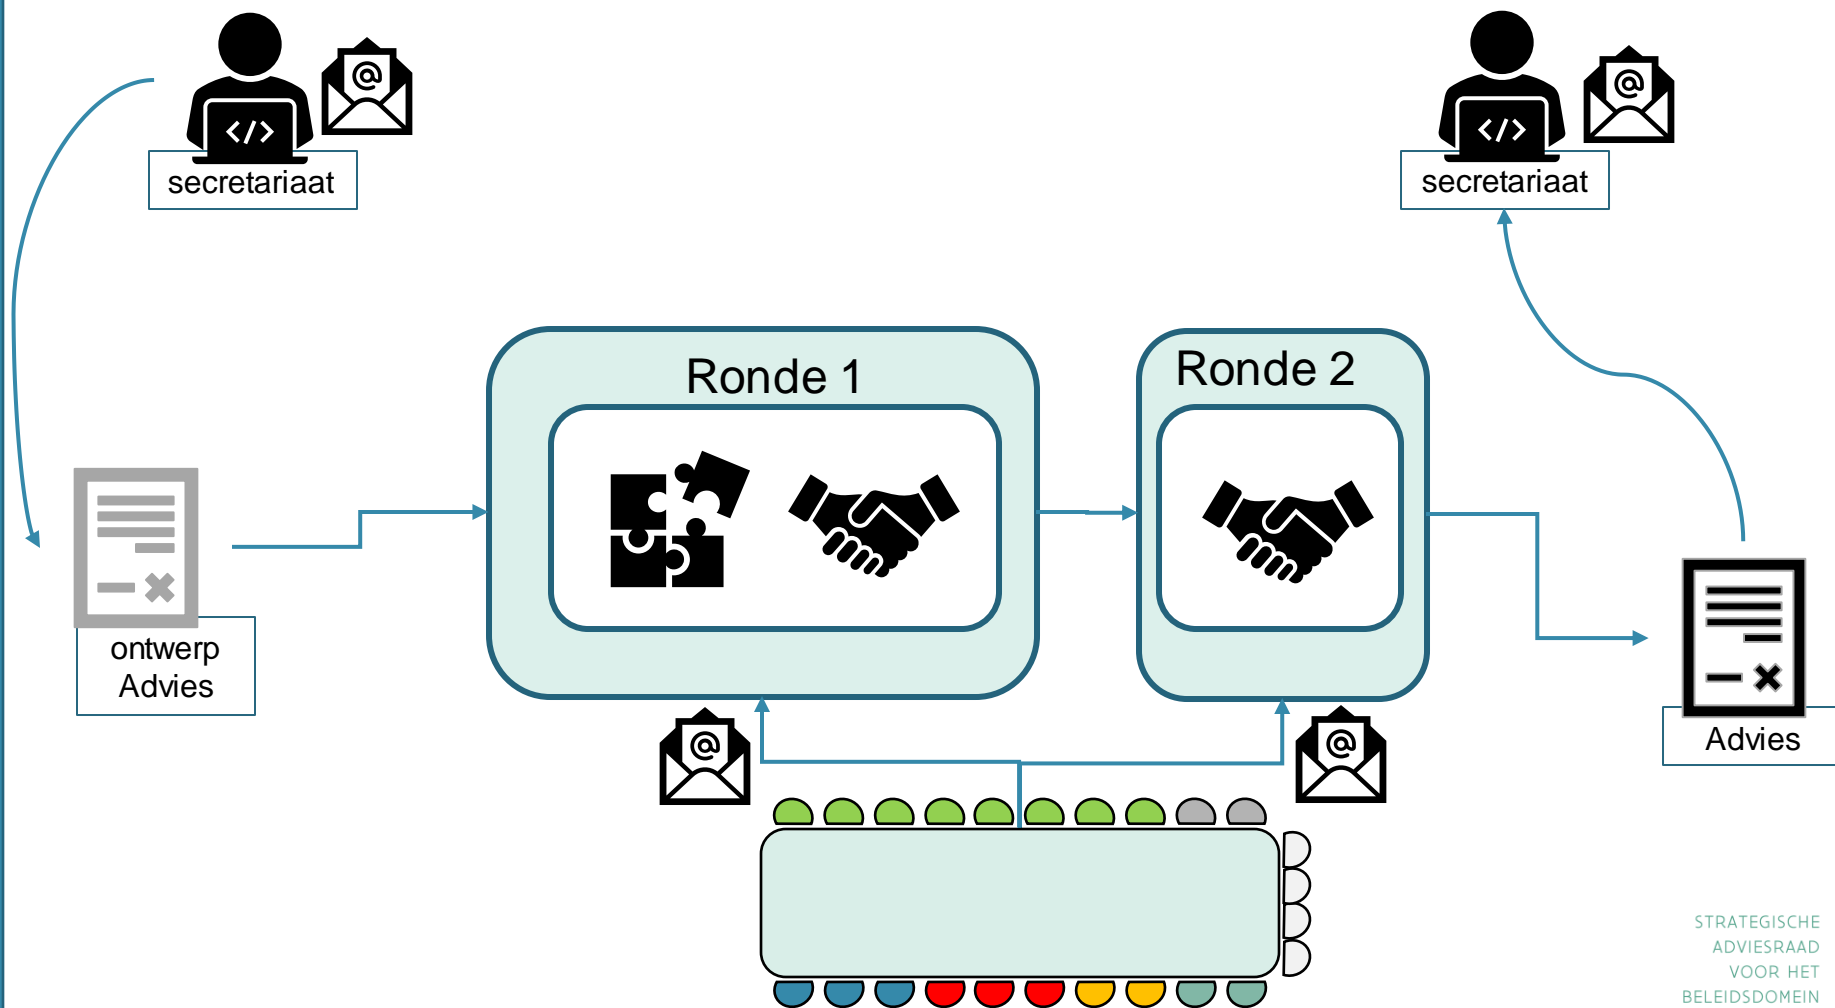 </>
@
secretariaat
</>
@
secretariaat
Ronde 1
Ronde 2
ontwerp
Advies
@
@
Advies
STRATEGISCHE
ADVIESRAAD
VOOR HET
BELEIDSDOMEIN